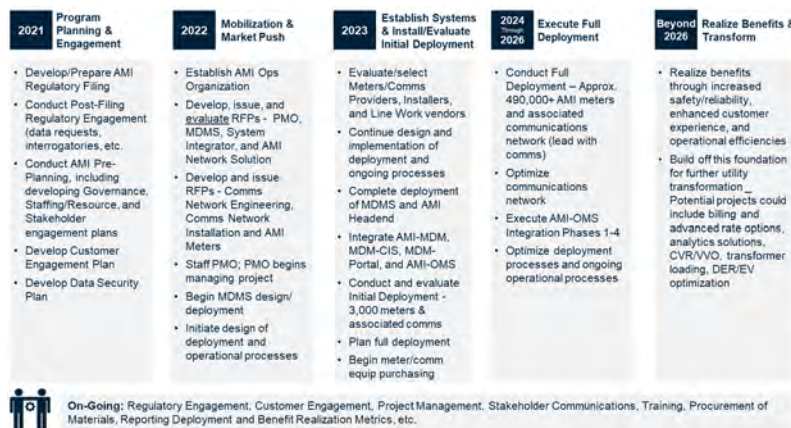 2021
Program
Planning &
Engagement
• Develop/Prepare AMI
Regulatory Filing
• Conduct Post-Filing
Regulatory Engagement
(data requests,
interrogatories, etc.
• Conduct AMI Pre-
Planning, including
developing Governance,
Staffing/Resource, and
Stakeholder
engagement plans
• Develop Customer
Engagement Plan
• Develop Data Security
Plan
2022
Mobilization &
Market Push
• Establish AMI Ops
Organization
• Develop, issue, and
evaluate RFPs - PMO,
MDMS, System
Integrator, and AMI
Network Solution
• Develop and issue
RFPs - Comms
Network Engineering,
Comms Network
Installation and AMI
Meters
• Staff PMO; PMO begins
managing project
• Begin MDMS design/
deployment
• Initiate design of
deployment and
operational processes
2023
Establish Systems
& Install/Evaluate
Initial Deployment
• Evaluate/select
Meters/Comms
Providers, Installers,
and Line Work vendors
• Continue design and
implementation of
deployment and
ongoing processes
• Complete deployment
of MDMS and AMI
Headend
• Integrate AMI-MDM,
MDM-CIS, MDM-
Portal, and AMI-OMS
• Conduct and evaluate
Initial Deployment -
3,000 meters &
associated comms
• Plan full deployment
• Begin meter/comm
equip purchasing
2024
Through
2026
Execute Full
Deployment
• Conduct Full
Deployment – Approx.
490,000+ AMI meters
and associated
communications
network (lead with
comms)
• Optimize
communications
network
• Execute AMI-OMS
Integration Phases 1-4
• Optimize deployment
processes and ongoing
operational processes
Beyond
2026
Realize Benefits &
Transform
• Realize benefits
through increased
safety/reliability,
enhanced customer
experience, and
operational efficiencies
• Build off this foundation
for further utility
transformation _
Potential projects could
include billing and
advanced rate options,
analytics solutions,
CVR/VVO, transformer
loading, DER/EV
optimization
On-Going: Regulatory Engagement, Customer Engagement, Project Management, Stakeholder Communications, Training, Procurement of
Materials, Reporting Deployment and Benefit Realization Metrics, etc.